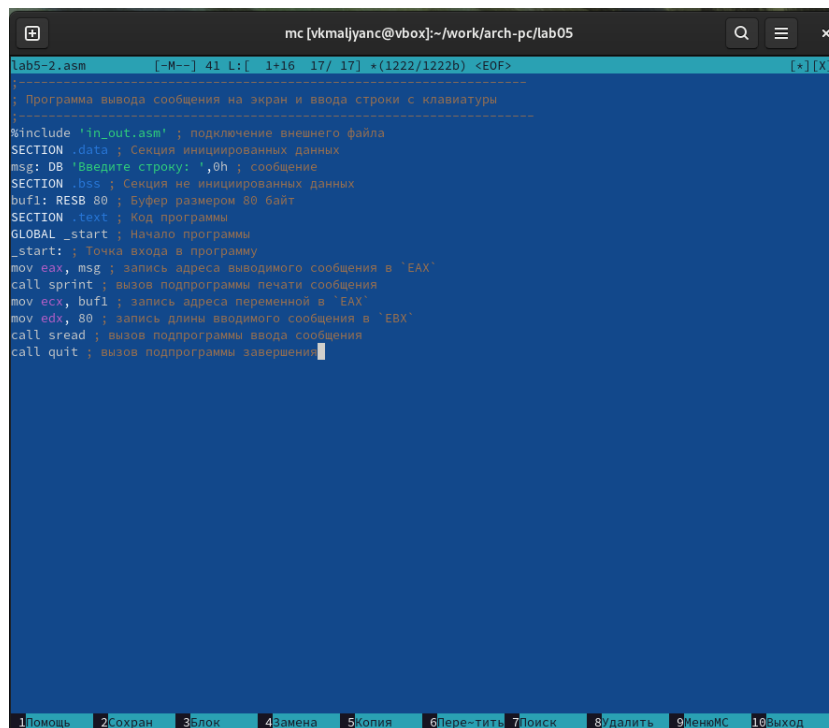 mc [vkmaljyanc@vbox]:~/work/arch-pc/lab05
lab5-2.asm [-M--] 41 L:[ 1+16 17/ 17] *(1222/1222b) <EOF> [*][X]
;---------------------------------------------------------------------
; Программа вывода сообщения на экран и ввода строки с клавиатуры
;----------------------------------------------------------------------
%include 'in_out.asm' ; подключение внешнего файла
SECTION .data ; Секция инициированных данных
msg: DB 'Введите строку: ',0h ; сообщение
SECTION .bss ; Секция не инициированных данных
buf1: RESB 80 ; Буфер размером 80 байт
SECTION .text ; Код программы
GLOBAL _start ; Начало программы
_start: ; Точка входа в программу
mov eax, msg ; запись адреса выводимого сообщения в `EAX`
call sprint ; вызов подпрограммы печати сообщения
mov ecx, buf1 ; запись адреса переменной в `EAX`
mov edx, 80 ; запись длины вводимого сообщения в `EBX`
call sread ; вызов подпрограммы ввода сообщения
call quit ; вызов подпрограммы завершения
1Помощь 2Сохран 3Блок 4Замена 5Копия 6Пере~тить 7Поиск 8Удалить 9МенюMC 10Выход